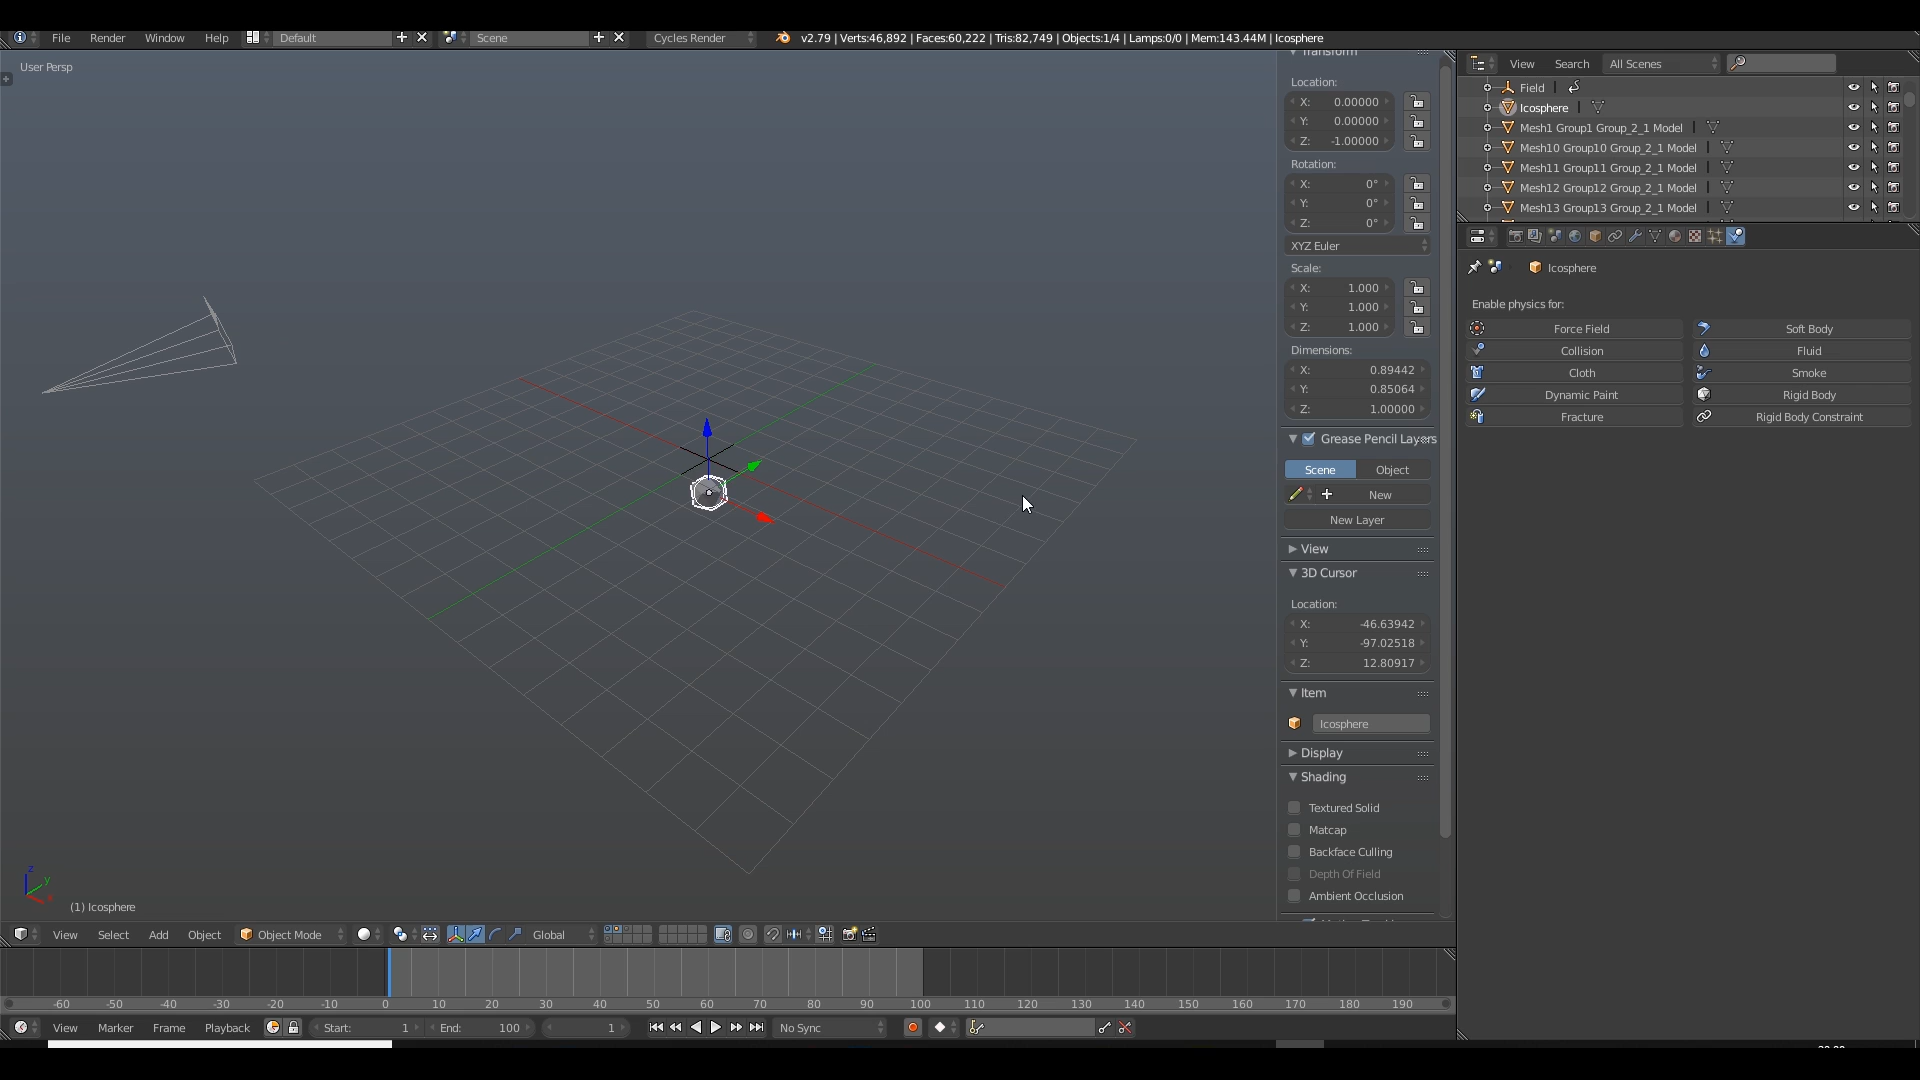 File Render Window Help Default Scene Cycles Render v2.79 | Verts:46,892 | Faces:60,222 | Tris:82,749 | Objects:1/4 | Lamps:0/0 | Mem:143.44M | Icosphere
User Persp
(1) Icosphere
z
y
x
Transform
Location:
X: 0.00000
Y: 0.00000
Z: -1.00000
Rotation:
X: 0°
Y: 0°
Z: 0°
XYZ Euler
Scale:
X: 1.000
Y: 1.000
Z: 1.000
Dimensions:
X: 0.89442
Y: 0.85064
Z: 1.00000
Grease Pencil Layers
Scene Object
New
New Layer
View
3D Cursor
Location:
X: -46.63942
Y: -97.02518
Z: 12.80917
Item
Icosphere
Display
Shading
Textured Solid
Matcap
Backface Culling
Depth Of Field
Ambient Occlusion
View Search All Scenes
Field
Icosphere
Mesh1 Group1 Group_2_1 Model
Mesh10 Group10 Group_2_1 Model
Mesh11 Group11 Group_2_1 Model
Mesh12 Group12 Group_2_1 Model
Mesh13 Group13 Group_2_1 Model
Icosphere
Enable physics for:
Force Field Soft Body
Collision Fluid
Cloth Smoke
Dynamic Paint Rigid Body
Fracture Rigid Body Constraint
View Select Add Object Object Mode Global
-60 -50 -40 -30 -20 -10 0 10 20 30 40 50 60 70 80 90 100 110 120 130 140 150 160 170 180 190
View Marker Frame Playback Start: 1 End: 100 1 No Sync